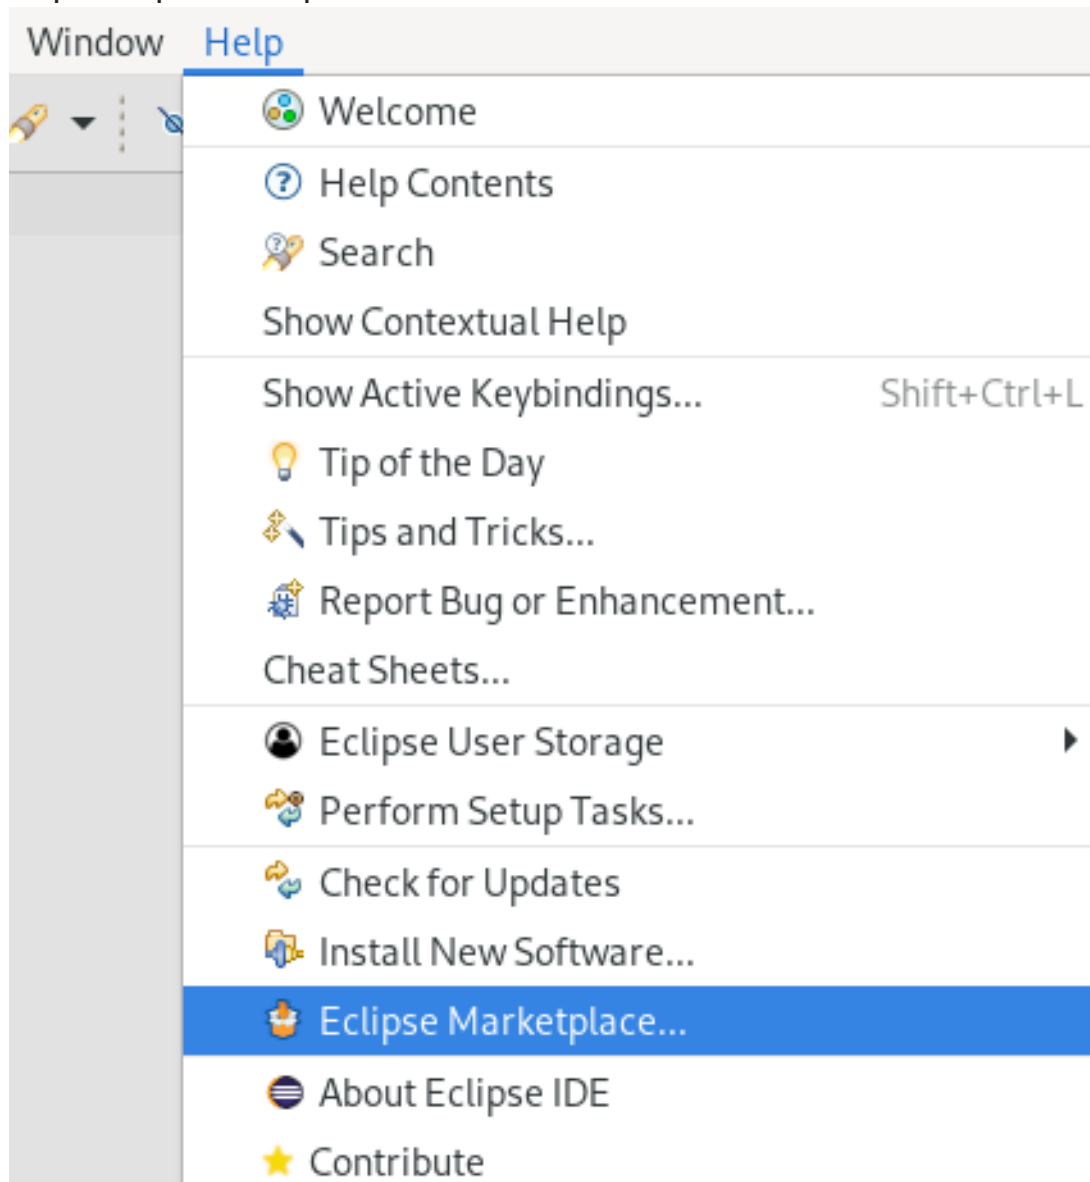 Window Help
Welcome
Help Contents
Search
Show Contextual Help
Show Active Keybindings... Shift+Ctrl+L
Tip of the Day
Tips and Tricks...
Report Bug or Enhancement...
Cheat Sheets...
Eclipse User Storage
Perform Setup Tasks...
Check for Updates
Install New Software...
Eclipse Marketplace...
About Eclipse IDE
Contribute